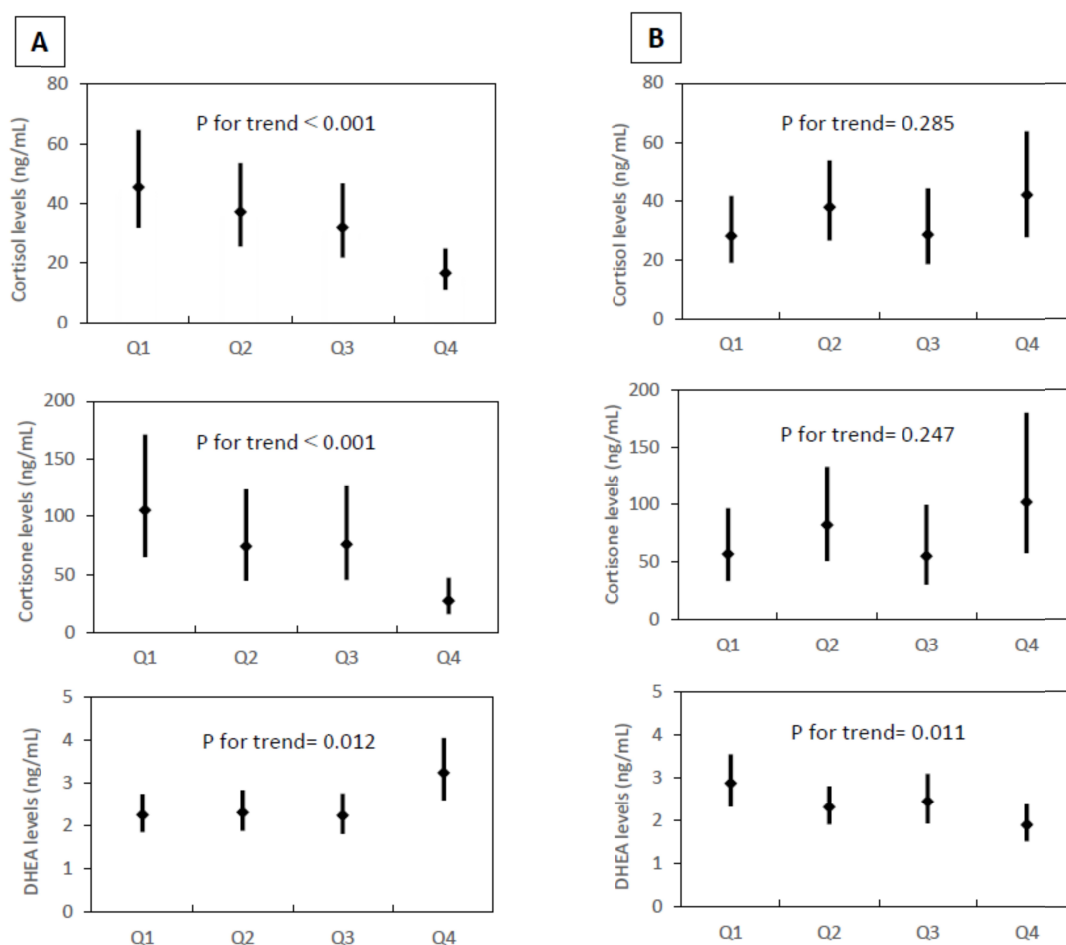 A
Cortisol levels (ng/mL)
80
60
40
20
0
P for trend < 0.001
Q1 Q2 Q3 Q4
Cortisone levels (ng/mL)
200
150
100
50
0
P for trend < 0.001
Q1 Q2 Q3 Q4
DHEA levels (ng/mL)
5
4
3
2
1
0
P for trend= 0.012
Q1 Q2 Q3 Q4
B
Cortisol levels (ng/mL)
80
60
40
20
0
P for trend= 0.285
Q1 Q2 Q3 Q4
Cortisone levels (ng/mL)
200
150
100
50
0
P for trend= 0.247
Q1 Q2 Q3 Q4
DHEA levels (ng/mL)
5
4
3
2
1
0
P for trend= 0.011
Q1 Q2 Q3 Q4